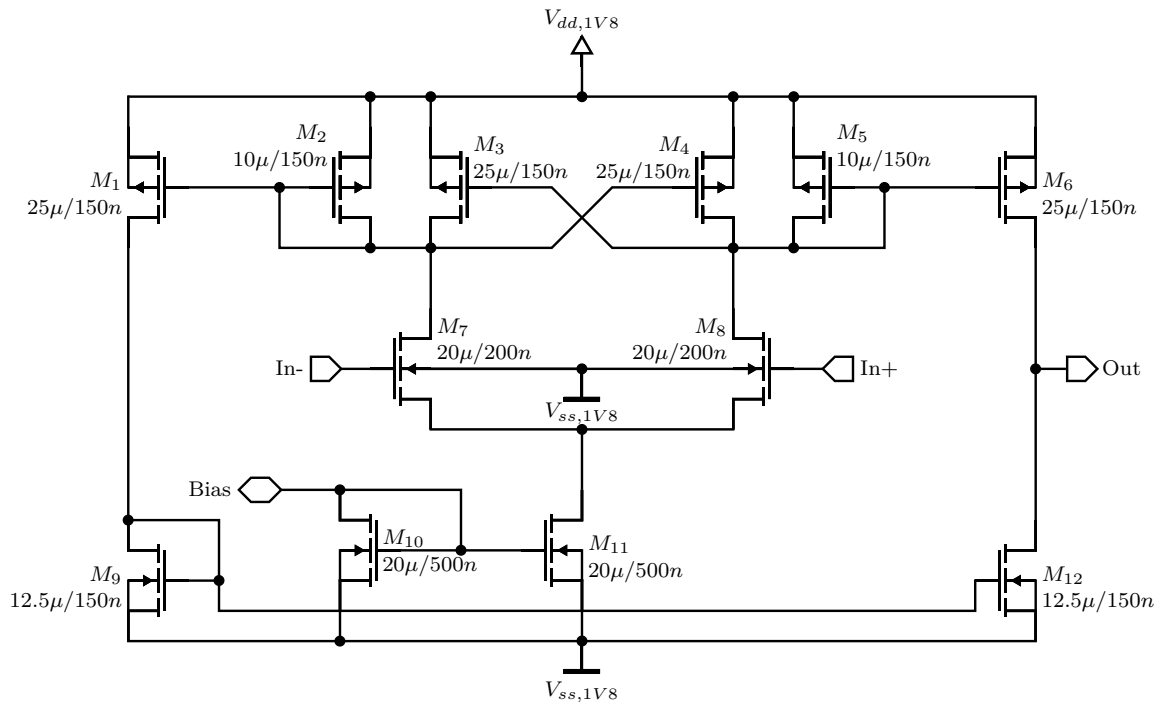 V_{dd,1V8}
M_2
10μ/150n
M_3
25μ/150n
M_4
25μ/150n
M_5
10μ/150n
M_1
25μ/150n
M_6
25μ/150n
M_7
20μ/200n
M_8
20μ/200n
In-
In+
Out
V_{ss,1V8}
Bias
M_{10}
20μ/500n
M_{11}
20μ/500n
M_9
12.5μ/150n
M_{12}
12.5μ/150n
V_{ss,1V8}